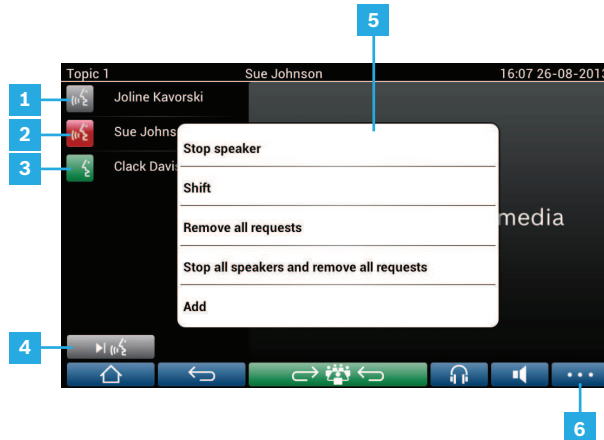 5
Topic 1 Sue Johnson 16:07 26-08-2013
1 Joline Kavorski
2 Sue Johns
3 Clack Davis
Stop speaker
Shift
Remove all requests
media
Stop all speakers and remove all requests
Add
4
6